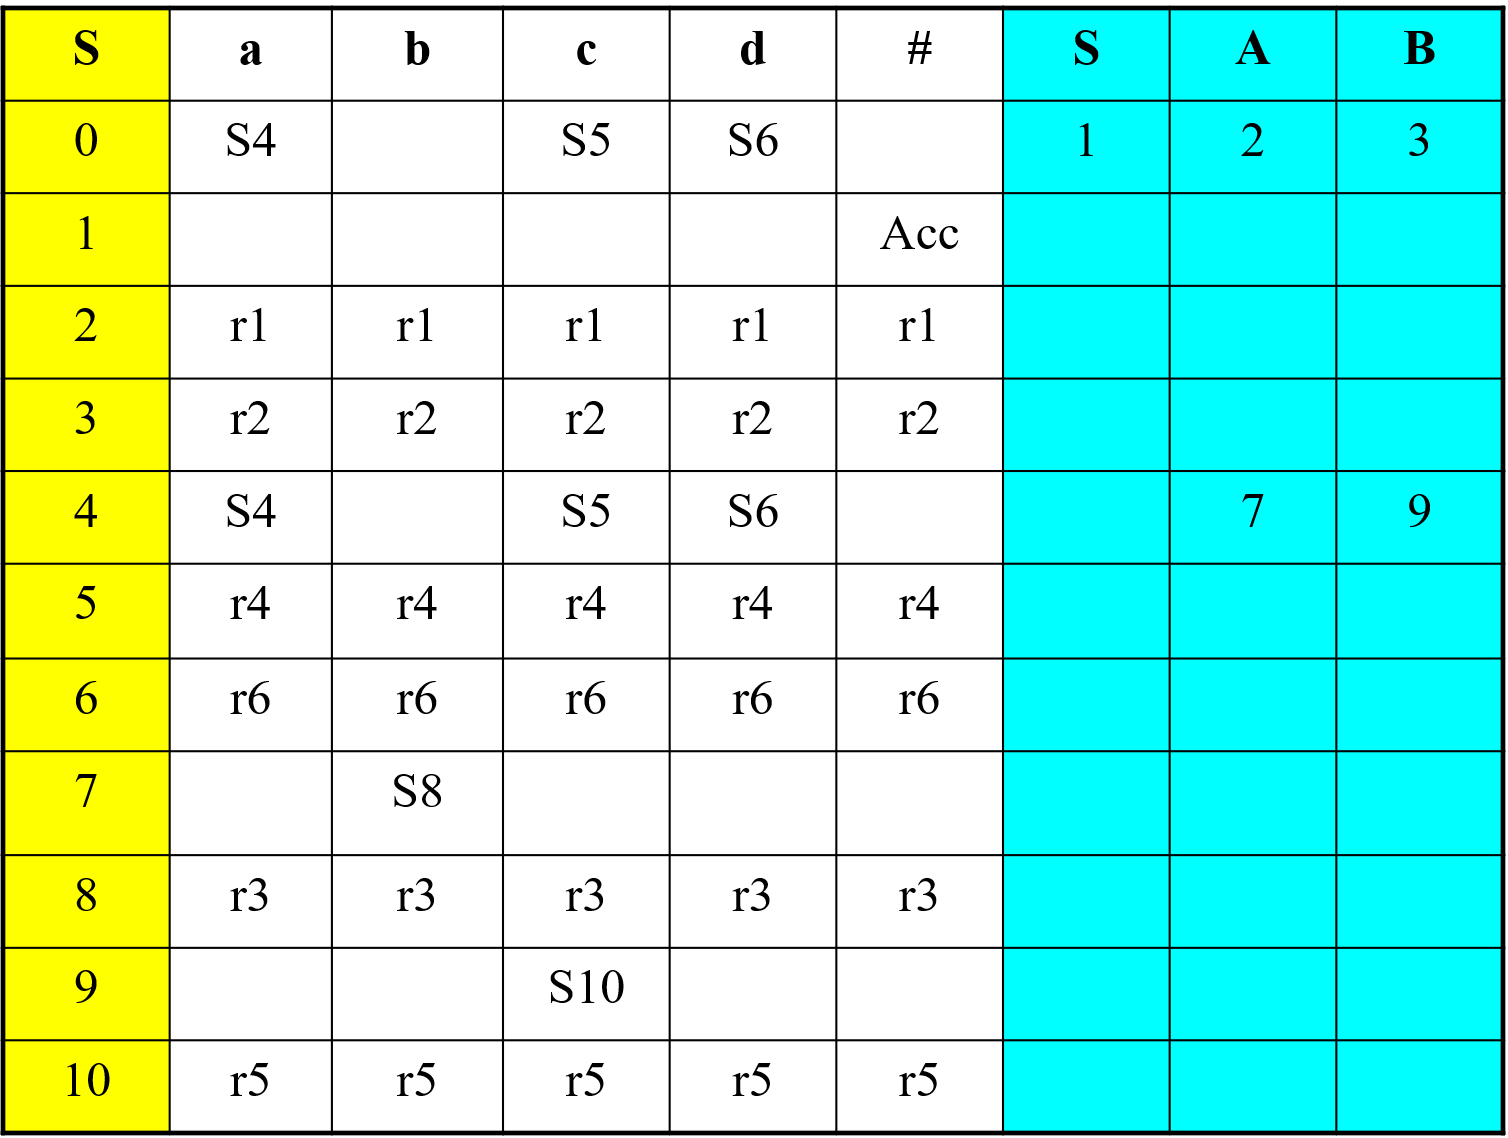 S a b c d # S A B
0 S4 S5 S6 1 2 3
1 Acc
2 r1 r1 r1 r1 r1
3 r2 r2 r2 r2 r2
4 S4 S5 S6 7 9
5 r4 r4 r4 r4 r4
6 r6 r6 r6 r6 r6
7 S8
8 r3 r3 r3 r3 r3
9 S10
10 r5 r5 r5 r5 r5